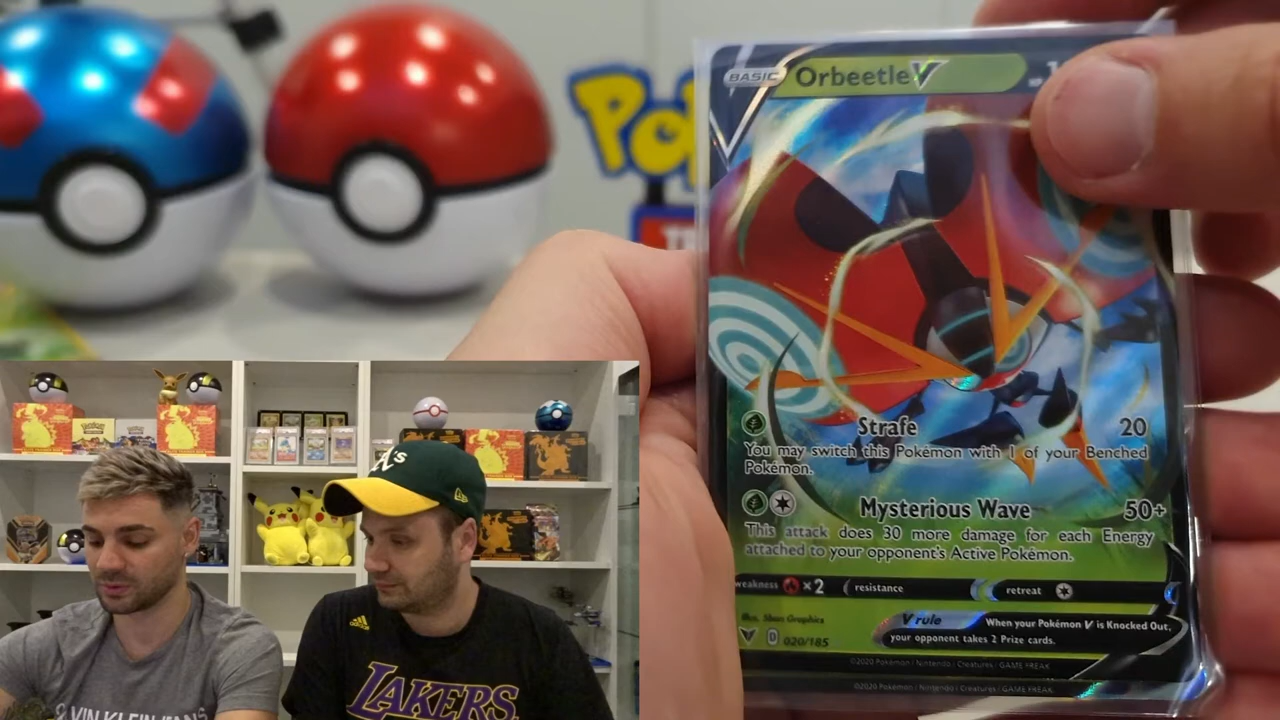 BASIC Orbeetle V
Strafe 20
You may switch this Pokémon with 1 of your Benched
Pokémon.
Mysterious Wave 50+
This attack does 30 more damage for each Energy
attached to your opponent's Active Pokémon.
weakness ×2 resistance retreat
Illus. 5ban Graphics
D 020/185
V rule When your Pokémon V is Knocked Out,
your opponent takes 2 Prize cards.
©2020 Pokémon / Nintendo / Creatures / GAME FREAK
©2020 Pokémon / Nintendo / Creatures / GAME FREAK
A's
adidas
LAKERS